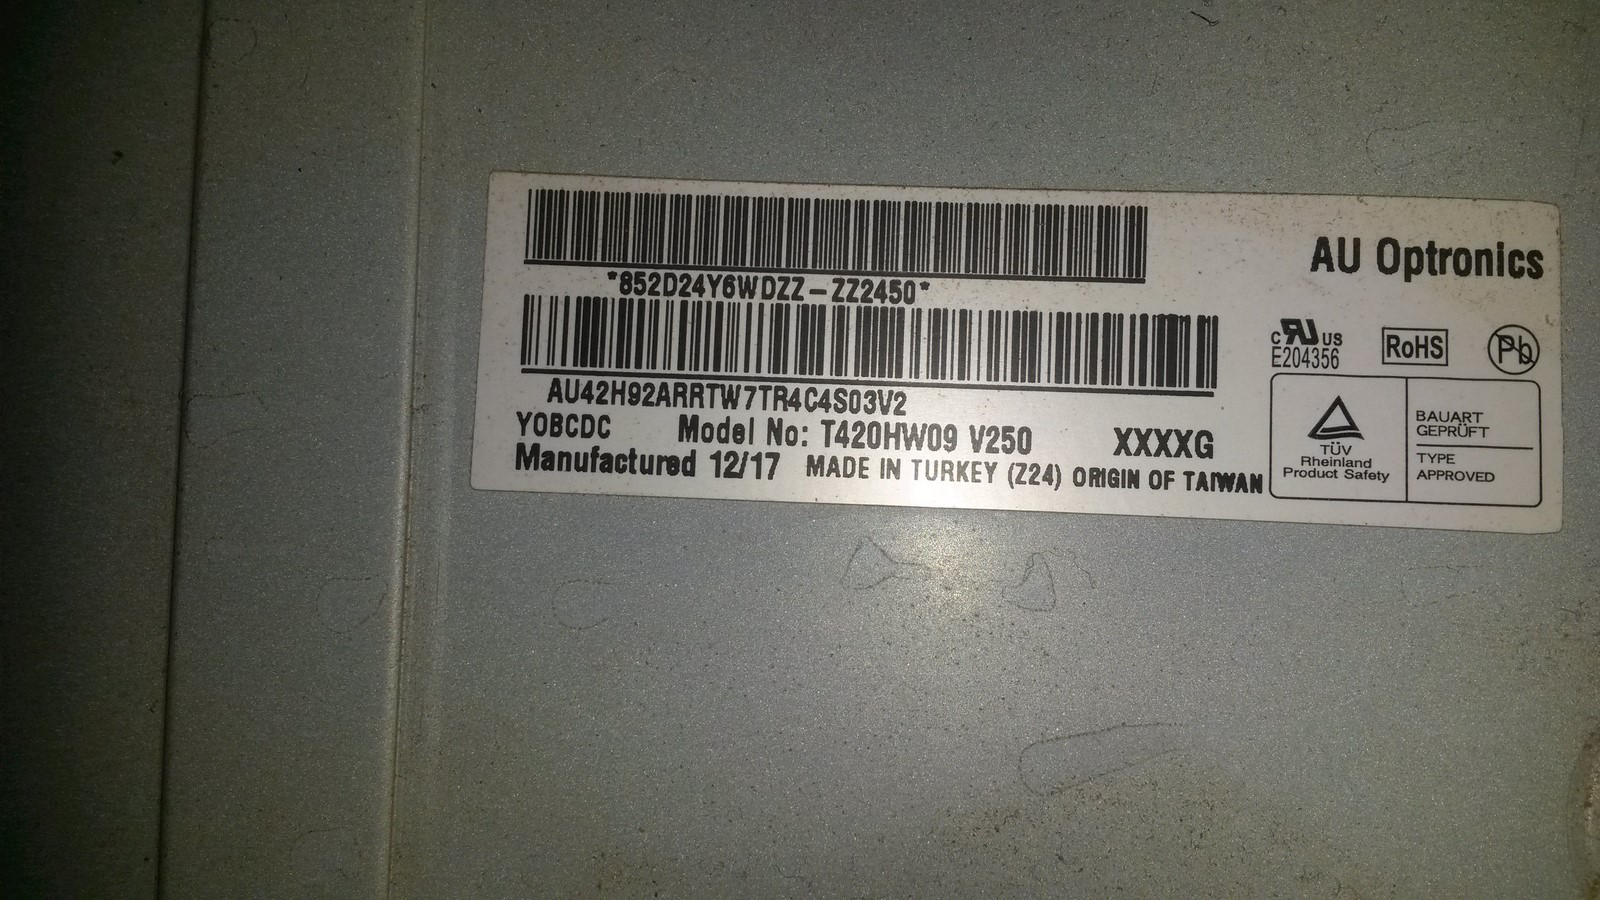 *852D24Y6WDZZ-ZZ2450*
AU Optronics
AU42H92ARRTW7TR4C4S03V2
YOBCDC Model No: T420HW09 V250 XXXXG
Manufactured 12/17 MADE IN TURKEY (Z24) ORIGIN OF TAIWAN
C RU US
E204356
RoHS
Pb
TÜV
Rheinland
Product Safety
BAUART
GEPRÜFT
TYPE
APPROVED